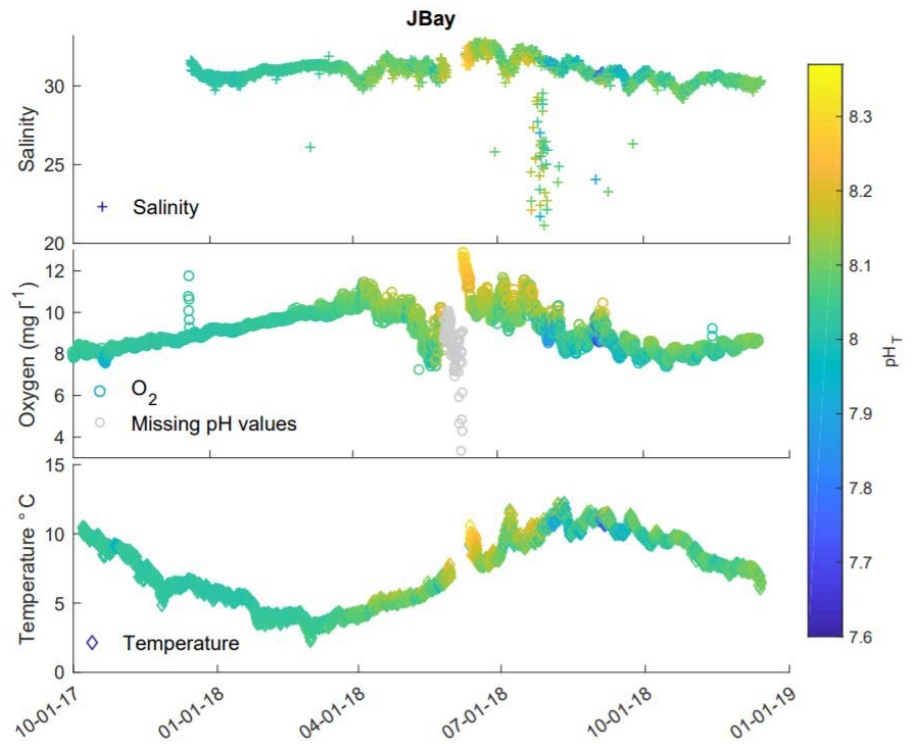 JBay
Salinity
30
25
20
Salinity
Oxygen (mg l⁻¹)
12
10
8
6
4
O₂
Missing pH values
Temperature ° C
15
10
5
0
Temperature
10-01-17
01-01-18
04-01-18
07-01-18
10-01-18
01-01-19
8.3
8.2
8.1
8
7.9
7.8
7.7
7.6
pH_T